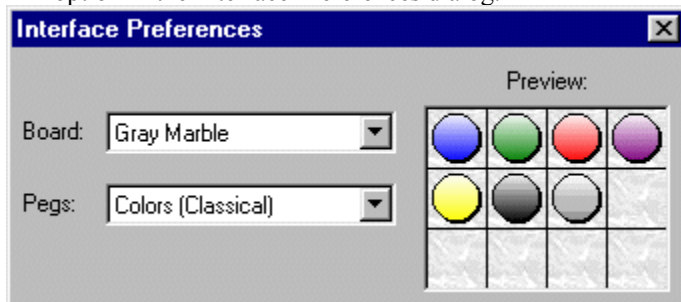 Interface Preferences
Preview:
Board: Gray Marble
Pegs: Colors (Classical)